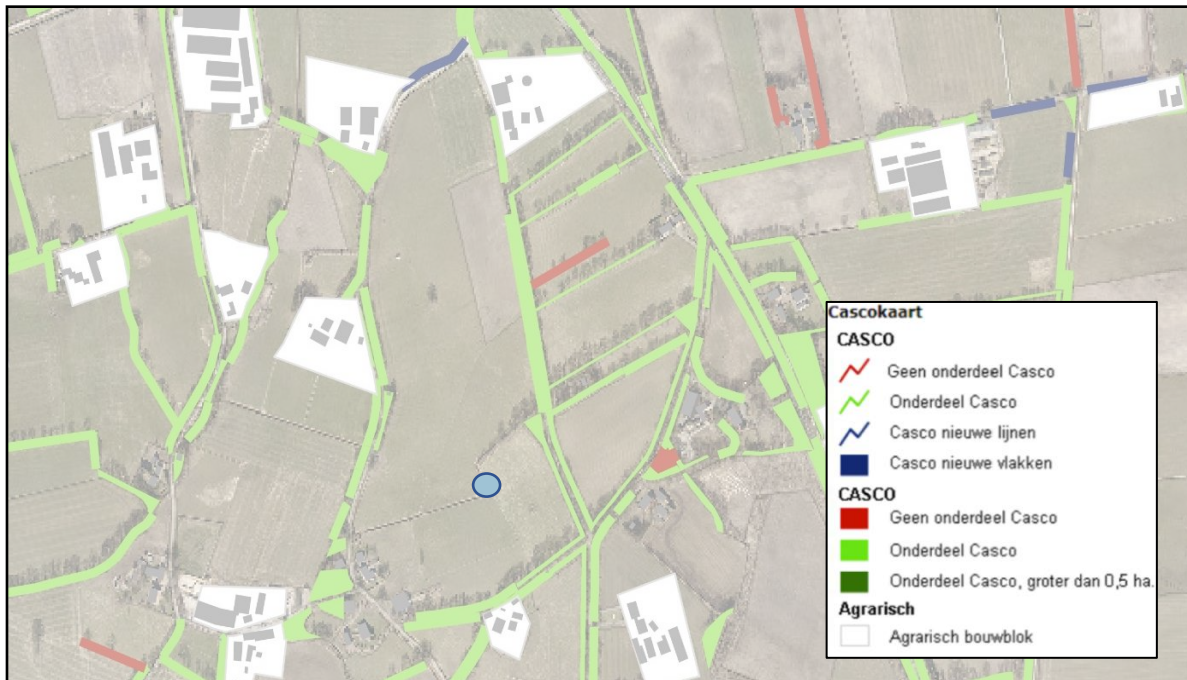 Cascokaart
CASCO
Geen onderdeel Casco
Onderdeel Casco
Casco nieuwe lijnen
Casco nieuwe vlakken
CASCO
Geen onderdeel Casco
Onderdeel Casco
Onderdeel Casco, groter dan 0,5 ha.
Agrarisch
Agrarisch bouwblok